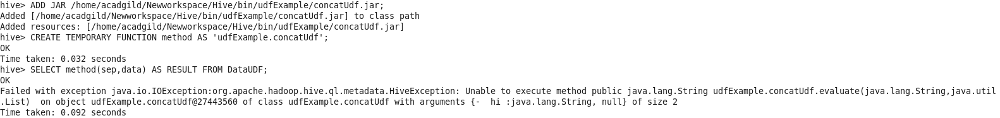 hive> ADD JAR /home/acadgild/Newworkspace/Hive/bin/udfExample/concatUdf.jar;
Added [/home/acadgild/Newworkspace/Hive/bin/udfExample/concatUdf.jar] to class path
Added resources: [/home/acadgild/Newworkspace/Hive/bin/udfExample/concatUdf.jar]
hive> CREATE TEMPORARY FUNCTION method AS 'udfExample.concatUdf';
OK
Time taken: 0.032 seconds
hive> SELECT method(sep,data) AS RESULT FROM DataUDF;
OK
Failed with exception java.io.IOException:org.apache.hadoop.hive.ql.metadata.HiveException: Unable to execute method public java.lang.String udfExample.concatUdf.evaluate(java.lang.String,java.util
.List)  on object udfExample.concatUdf@27443560 of class udfExample.concatUdf with arguments {-  hi :java.lang.String, null} of size 2
Time taken: 0.092 seconds